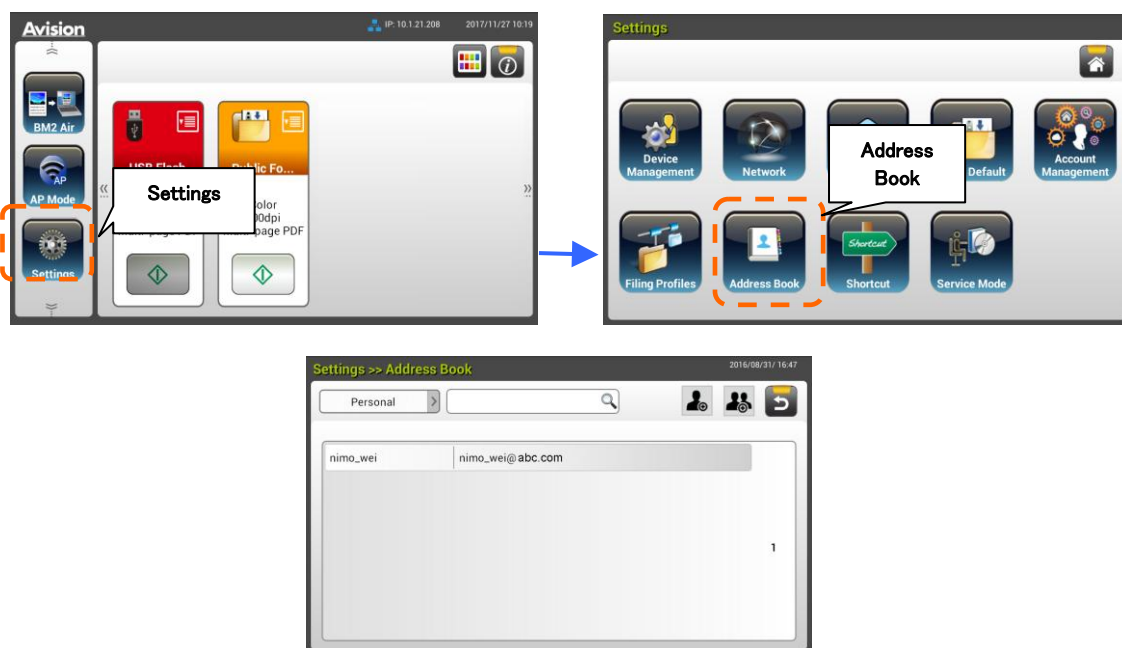 Avision
IP: 10.1.21.208 2017/11/27 10:19
BM2 Air
AP
AP Mode
Settings
Public Fo...
page PDF
Settings
Settings
Device
Management
Network
Default
Account
Management
Filing Profiles
Address Book
Shortcut
Shortcut
Service Mode
Address
Book
Settings >> Address Book 2016/08/31/ 16:47
Personal
nimo_wei nimo_wei@abc.com
1